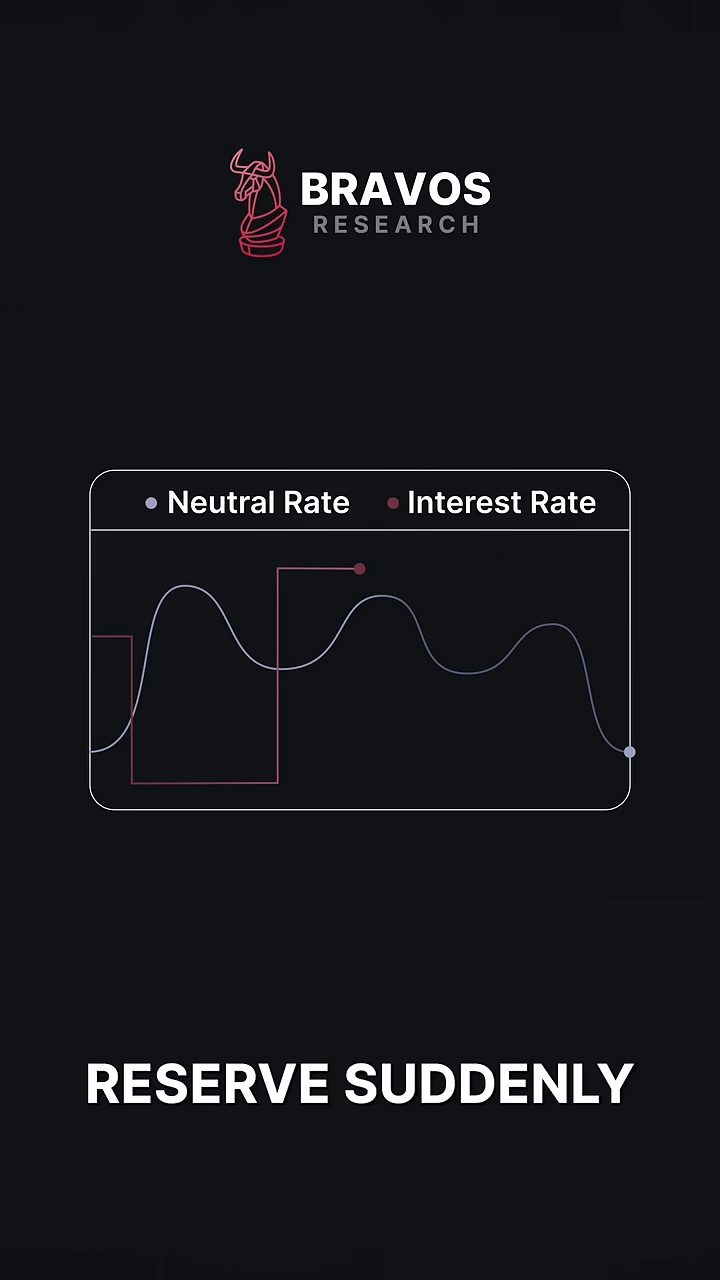 BRAVOS
RESEARCH
Neutral Rate
Interest Rate
RESERVE SUDDENLY